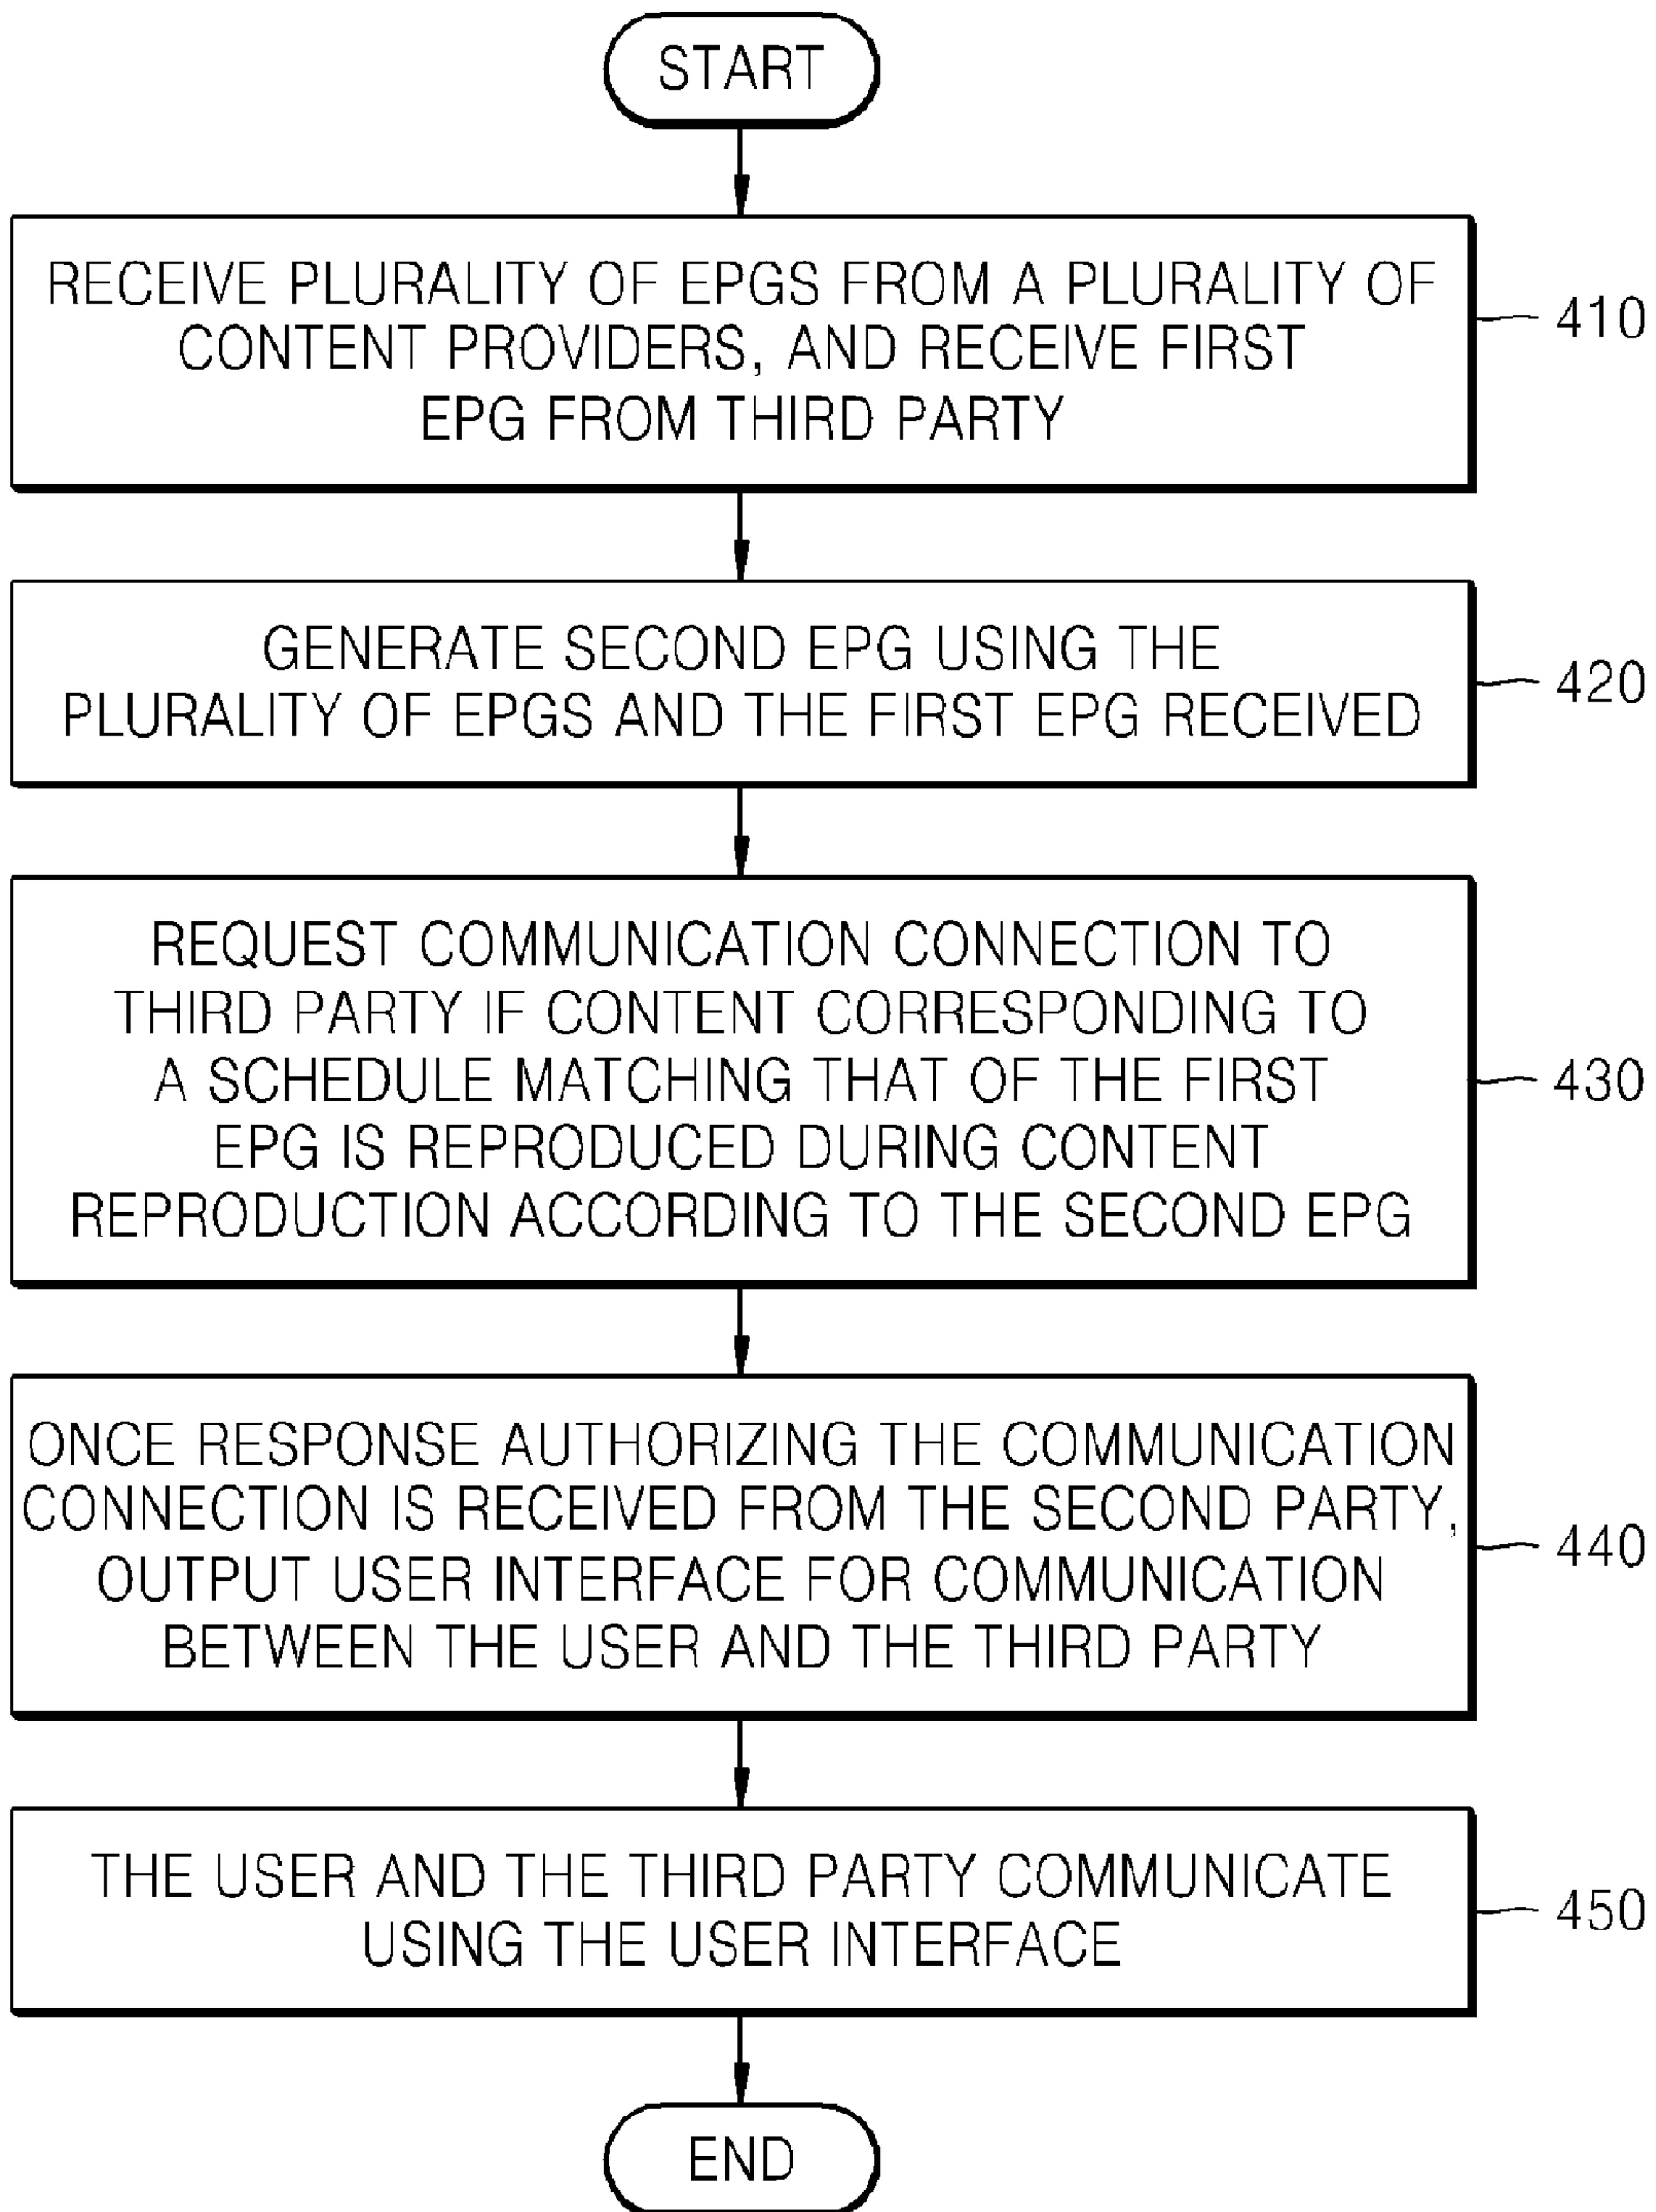 START
RECEIVE PLURALITY OF EPGS FROM A PLURALITY OF
CONTENT PROVIDERS, AND RECEIVE FIRST
EPG FROM THIRD PARTY
410
GENERATE SECOND EPG USING THE
PLURALITY OF EPGS AND THE FIRST EPG RECEIVED
420
REQUEST COMMUNICATION CONNECTION TO
THIRD PARTY IF CONTENT CORRESPONDING TO
A SCHEDULE MATCHING THAT OF THE FIRST
EPG IS REPRODUCED DURING CONTENT
REPRODUCTION ACCORDING TO THE SECOND EPG
430
ONCE RESPONSE AUTHORIZING THE COMMUNICATION
CONNECTION IS RECEIVED FROM THE SECOND PARTY,
OUTPUT USER INTERFACE FOR COMMUNICATION
BETWEEN THE USER AND THE THIRD PARTY
440
THE USER AND THE THIRD PARTY COMMUNICATE
USING THE USER INTERFACE
450
END